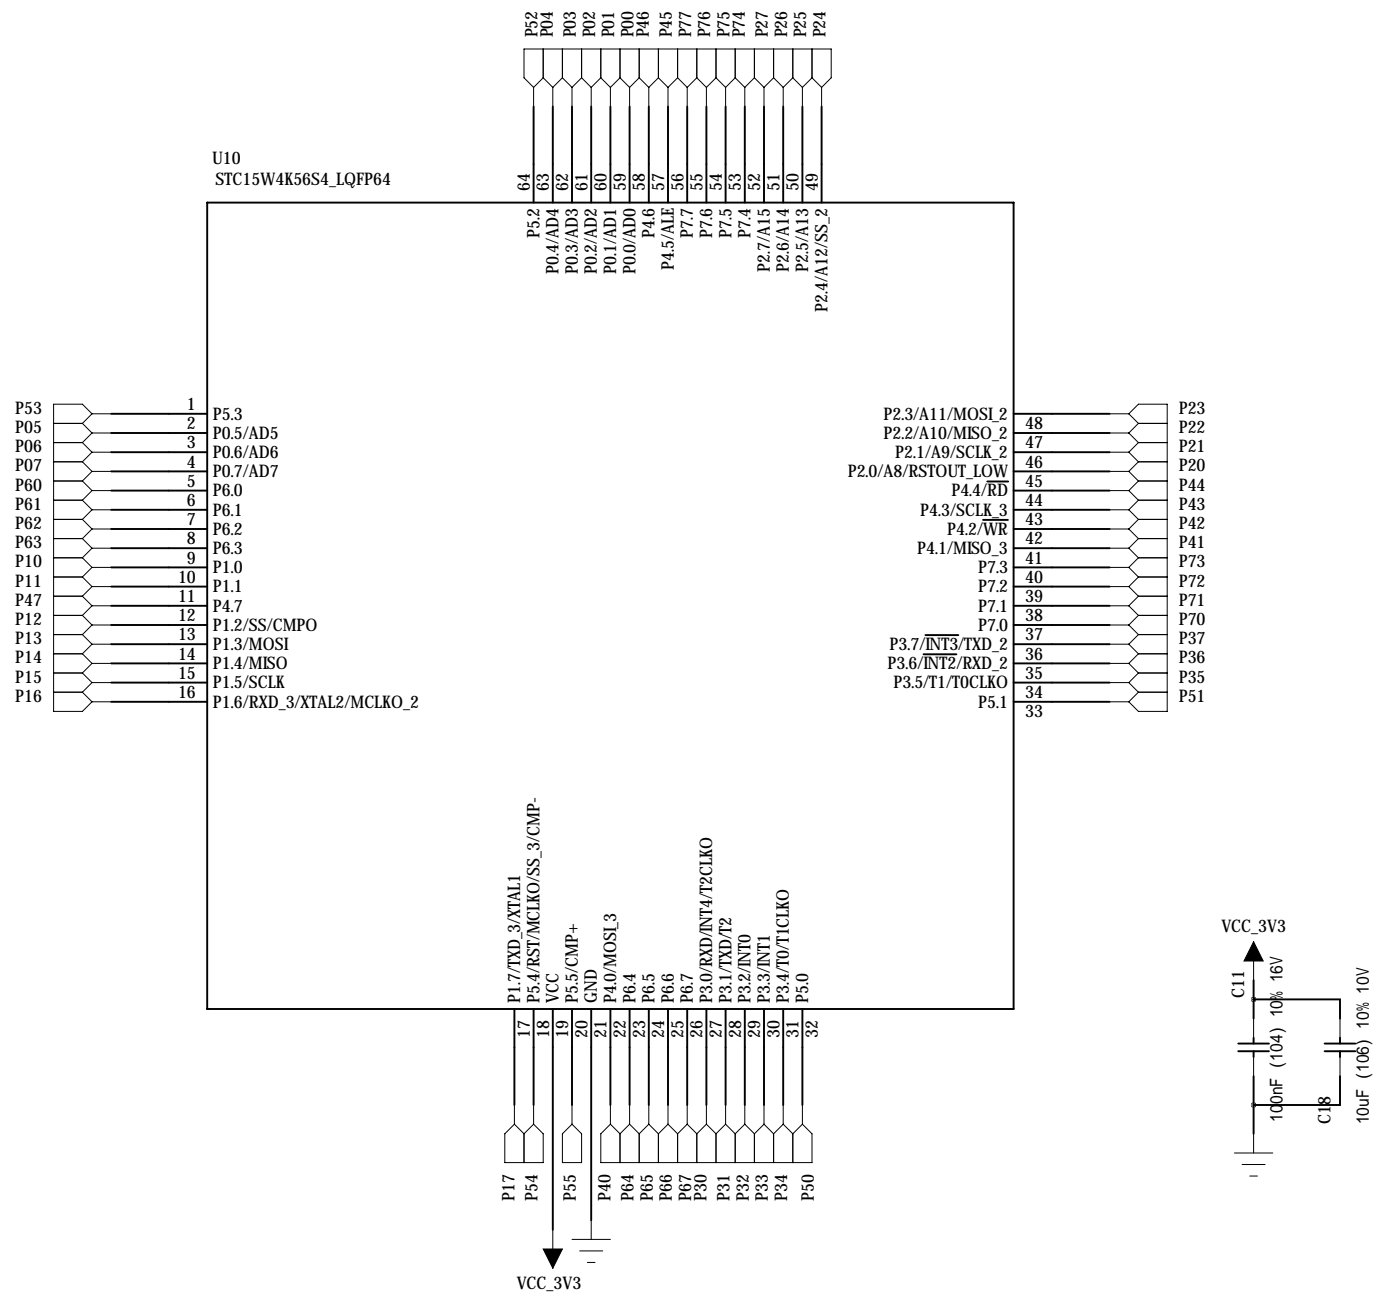 P52 P04 P03 P02 P01 P00 P46 P45 P77 P76 P75 P74 P27 P26 P25 P24
U10
STC15W4K56S4_LQFP64
64 63 62 61 60 59 58 57 56 55 54 53 52 51 50 49
P5.2 P0.4/AD4 P0.3/AD3 P0.2/AD2 P0.1/AD1 P0.0/AD0 P4.6 P4.5/ALE P7.7 P7.6 P7.5 P7.4 P2.7/A15 P2.6/A14 P2.5/A13 P2.4/A12/SS_2
P53 1 P5.3 P2.3/A11/MOSI_2 48 P23
P05 2 P0.5/AD5 P2.2/A10/MISO_2 47 P22
P06 3 P0.6/AD6 P2.1/A9/SCLK_2 46 P21
P07 4 P0.7/AD7 P2.0/A8/RSTOUT_LOW 45 P20
P60 5 P6.0 P4.4/RD 44 P44
P61 6 P6.1 P4.3/SCLK_3 43 P43
P62 7 P6.2 P4.2/WR 42 P42
P63 8 P6.3 P4.1/MISO_3 41 P41
P10 9 P1.0 P7.3 40 P73
P11 10 P1.1 P7.2 39 P72
P47 11 P4.7 P7.1 38 P71
P12 12 P1.2/SS/CMPO P7.0 37 P70
P13 13 P1.3/MOSI P3.7/INT3/TXD_2 36 P37
P14 14 P1.4/MISO P3.6/INT2/RXD_2 35 P36
P15 15 P1.5/SCLK P3.5/T1/T0CLKO 34 P35
P16 16 P1.6/RXD_3/XTAL2/MCLKO_2 P5.1 33 P51
P1.7/TXD_3/XTAL1 P5.4/RST/MCLKO/SS_3/CMP- VCC P5.5/CMP+ GND P4.0/MOSI_3 P6.4 P6.5 P6.6 P6.7 P3.0/RXD/INT4/T2CLKO P3.1/TXD/T2 P3.2/INT0 P3.3/INT1 P3.4/T0/T1CLKO P5.0
17 18 19 20 21 22 23 24 25 26 27 28 29 30 31 32
P17 P54 P55 P40 P64 P65 P66 P67 P30 P31 P32 P33 P34 P50
VCC_3V3
VCC_3V3
C11
100nF (104) 10% 16V
C18
10uF (106) 10% 10V